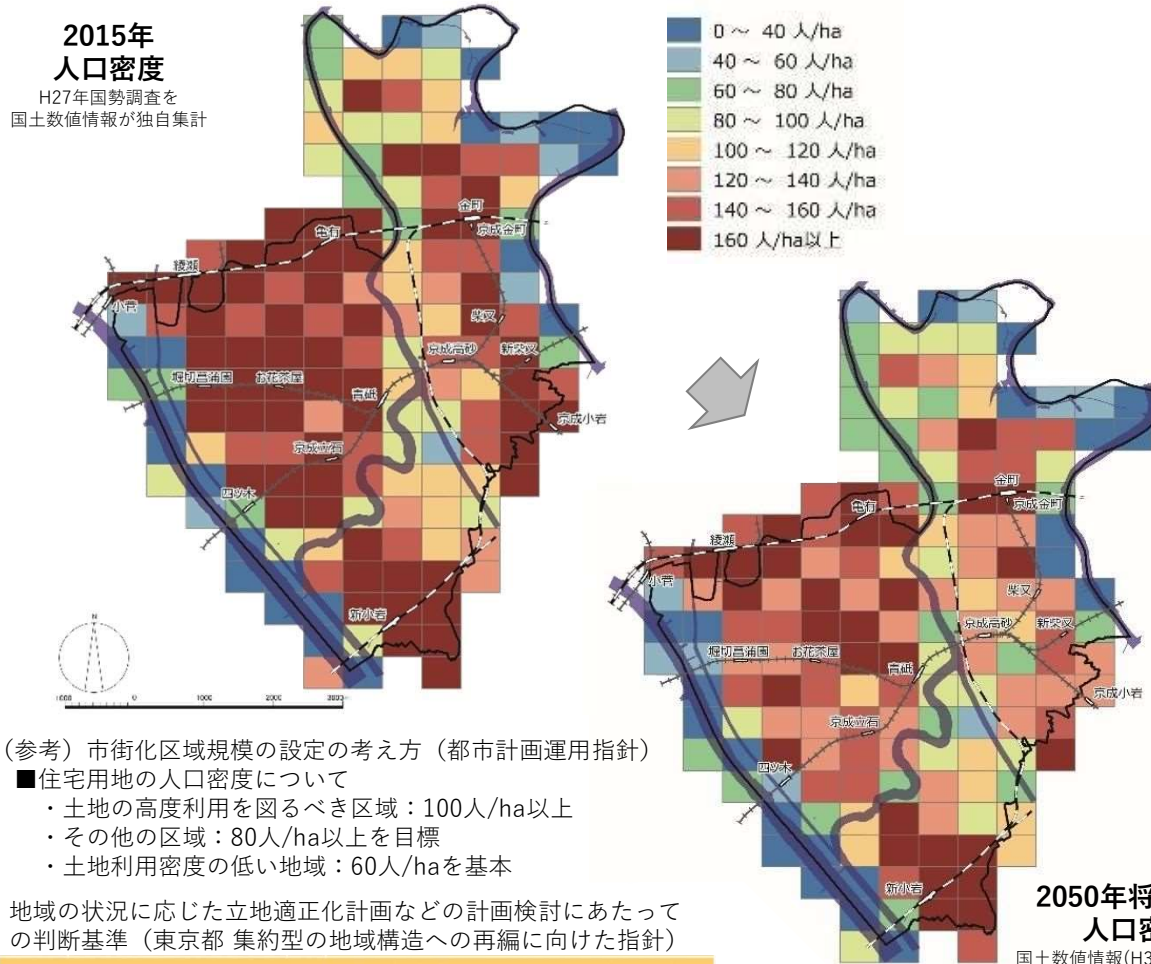 2015年
人口密度
H27年国勢調査を
国土数値情報が独自集計
0 ～ 40 人/ha
40 ～ 60 人/ha
60 ～ 80 人/ha
80 ～ 100 人/ha
100 ～ 120 人/ha
120 ～ 140 人/ha
140 ～ 160 人/ha
160 人/ha以上
金町
京成金町
亀有
綾瀬
小菅
柴又
京成高砂
新柴又
堀切菖蒲園
お花茶屋
青砥
京成小岩
京成立石
四ツ木
新小岩
N
1000 0 1000 2000 3000
金町
京成金町
亀有
綾瀬
小菅
柴又
京成高砂
新柴又
堀切菖蒲園
お花茶屋
青砥
京成小岩
京成立石
四ツ木
新小岩
(参考) 市街化区域規模の設定の考え方（都市計画運用指針）
■住宅用地の人口密度について
・土地の高度利用を図るべき区域：100人/ha以上
・その他の区域：80人/ha以上を目標
・土地利用密度の低い地域：60人/haを基本
地域の状況に応じた立地適正化計画などの計画検討にあたって
の判断基準（東京都 集約型の地域構造への再編に向けた指針）
2050年将
人口密
国土数値情報(H3